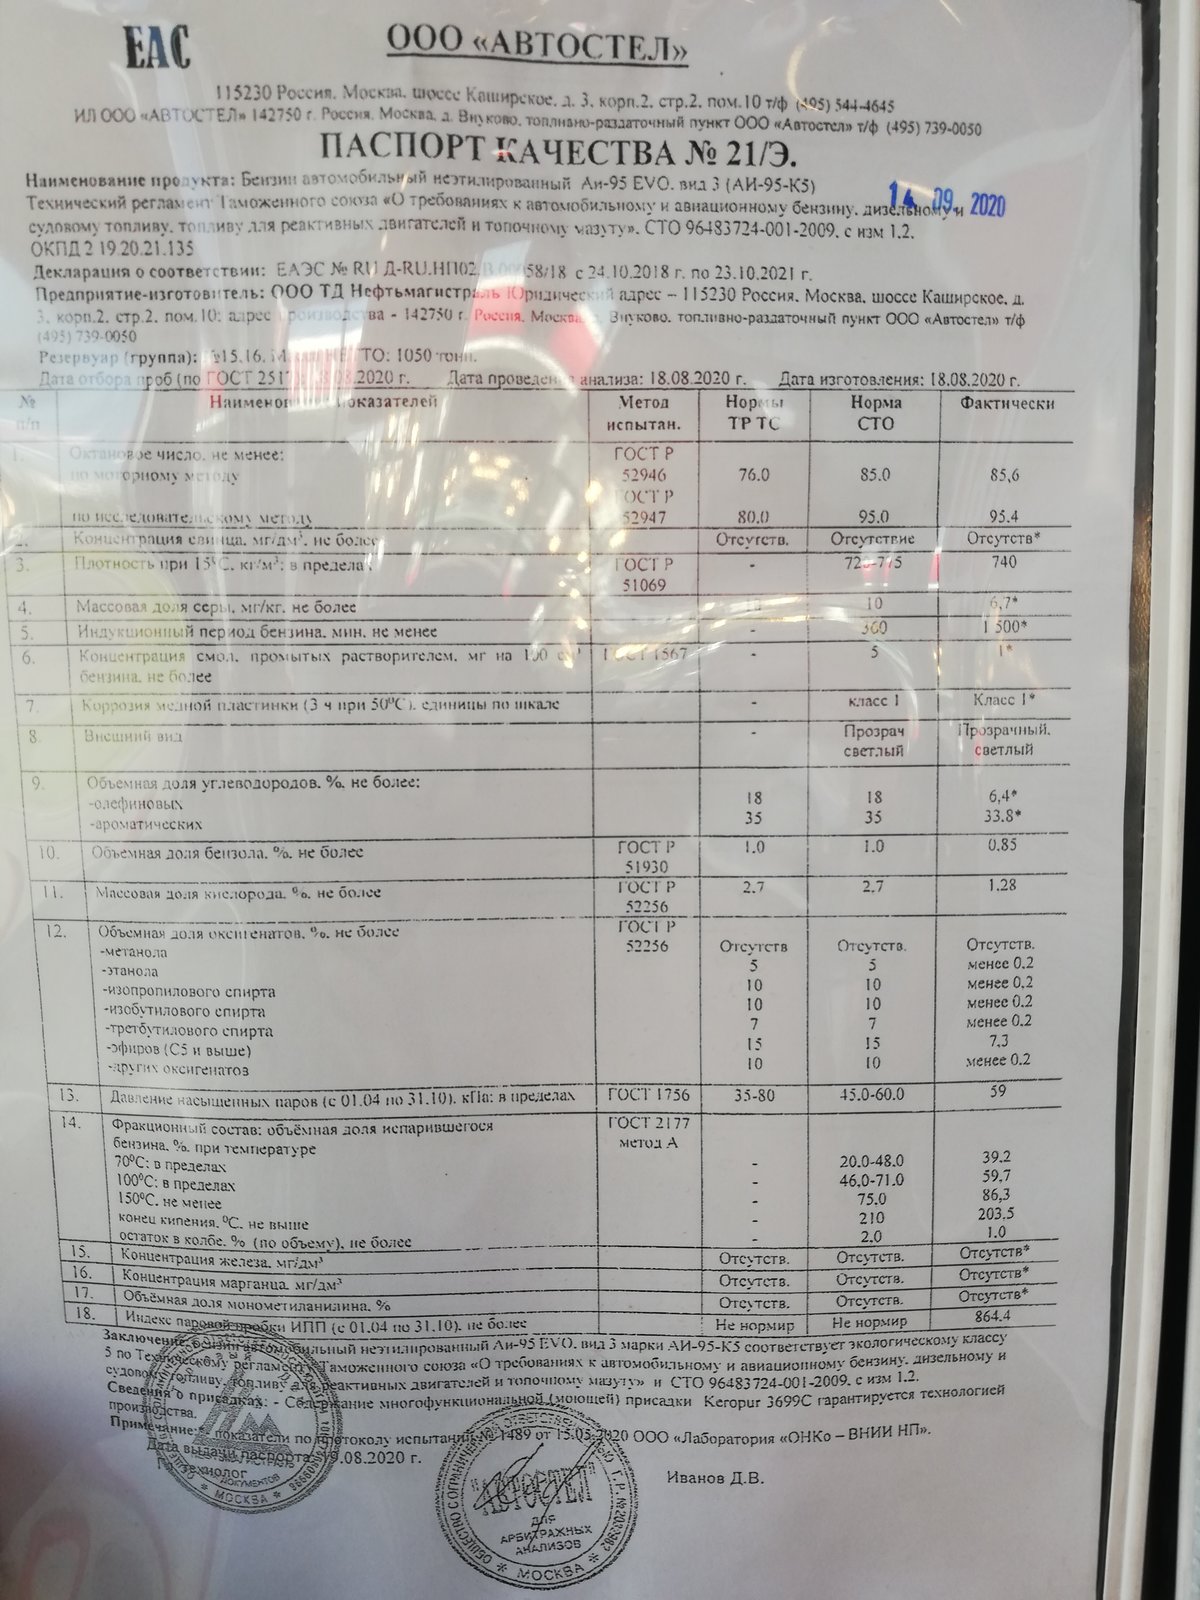 ЕАС
ООО «АВТОСТЕЛ»
115230 Россия. Москва. шоссе Каширское. д. 3. корп.2. стр.2. пом.10 т/ф (495) 544-4645
ИЛ ООО «АВТОСТЕЛ» 142750 г. Россия. Москва. д. Внуково. топливно-раздаточный пункт ООО «Автостел» т/ф (495) 739-0050
ПАСПОРТ КАЧЕСТВА № 21/Э.
Наименование продукта: Бензин автомобильный неэтилированный Аи-95 EVO. вид 3 (АИ-95-К5)
14 09 2020
Технический регламент Таможенного союза «О требованиях к автомобильному и авиационному бензину. дизельному и
судовому топливу. топливу для реактивных двигателей и топочному мазуту». СТО 96483724-001-2009. с изм 1.2.
ОКПД 2 19.20.21.135
Декларация о соответствии: ЕАЭС № RU Д-RU.НП02 с 24.10.2018 г. по 23.10.2021 г.
Предприятие-изготовитель: ООО ТД Нефтьмагистраль Юридический адрес – 115230 Россия. Москва. шоссе Каширское. д.
3. корп.2. стр.2. пом.10: адрес производства - 142750 г. Россия. Москва. д. Внуково. топливно-раздаточный пункт ООО «Автостел» т/ф
(495) 739-0050
Резервуар (группа): №15.16. 1050 тонн.
Дата отбора проб (по ГОСТ 08.2020 г. Дата проведения анализа: 18.08.2020 г. Дата изготовления: 18.08.2020 г.
№ п/п Наименование показателей Метод испытан. Нормы ТР ТС Норма СТО Фактически
1. Октановое число. не менее:
по моторному методу ГОСТ Р 52946 76.0 85.0 85,6
по исследовательскому методу ГОСТ Р 52947 80.0 95.0 95.4
2. Концентрация свинца. мг/дм³. не более Отсутств. Отсутствие Отсутств*
3. Плотность при 15⁰С. кг/м³: в пределах ГОСТ Р 51069 - 740
4. Массовая доля серы. мг/кг. не более 10 10 6,7*
5. Индукционный период бензина. мин. не менее - 360 1 500*
6. Концентрация смол. промытых растворителем. мг на 100 см³ бензина. не более ГОСТ 1567 - 5 1*
7. Коррозия медной пластинки (3 ч при 50⁰С). единицы по шкале - класс 1 Класс 1*
8. Внешний вид - Прозрач светлый Прозрачный. светлый
9. Объемная доля углеводородов. %. не более:
-олефиновых 18 18 6,4*
-ароматических 35 35 33.8*
10. Объемная доля бензола. %. не более ГОСТ Р 51930 1.0 1.0 0.85
11. Массовая доля кислорода. %. не более ГОСТ Р 52256 2.7 2.7 1.28
12. Объемная доля оксигенатов. %. не более ГОСТ Р 52256
-метанола Отсутств Отсутств. Отсутств.
-этанола 5 5 менее 0.2
-изопропилового спирта 10 10 менее 0,2
-изобутилового спирта 10 10 менее 0.2
-третбутилового спирта 7 7 менее 0.2
-эфиров (С5 и выше) 15 15 7,3
-других оксигенатов 10 10 менее 0.2
13. Давление насыщенных паров (с 01.04 по 31.10). кПа: в пределах ГОСТ 1756 35-80 45.0-60.0 59
14. Фракционный состав: объёмная доля испарившегося ГОСТ 2177
бензина. %. при температуре метод А
70⁰С: в пределах - 20.0-48.0 39,2
100⁰С: в пределах - 46.0-71.0 59,7
150⁰С. не менее - 75.0 86,3
конец кипения. ⁰С. не выше - 210 203.5
остаток в колбе. % (по объему). не более - 2.0 1.0
15. Концентрация железа. мг/дм³ Отсутств. Отсутств. Отсутств*
16. Концентрация марганца. мг/дм³ Отсутств. Отсутств. Отсутств*
17. Объёмная доля монометиланилина. % Отсутств. Отсутств. Отсутств*
18. Индекс паровой пробки ИПП (с 01.04 по 31.10). не более Не нормир Не нормир 864.4
Заключение: Бензин автомобильный неэтилированный Аи-95 EVO. вид 3 марки АИ-95-К5 соответствует экологическому классу
5 по Техническому регламенту Таможенного союза «О требованиях к автомобильному и авиационному бензину. дизельному и
судовому топливу. топливу для реактивных двигателей и топочному мазуту» и СТО 96483724-001-2009. с изм 1.2.
Сведения о присадках: - Содержание многофункциональной (моющей) присадки Keropur 3699С гарантируется технологией
производства.
Примечание:* показатели по протоколу испытаний № 1489 от 15.05.2020 ООО «Лаборатория «ОНКо – ВНИИ НП».
Дата выдачи паспорта: 19.08.2020 г.
Технолог Иванов Д.В.
ДОКУМЕНТОВ
МОСКВА
"АВТОСТЕЛ"
ДЛЯ
АРБИТРАЖНЫХ
АНАЛИЗОВ
МОСКВА